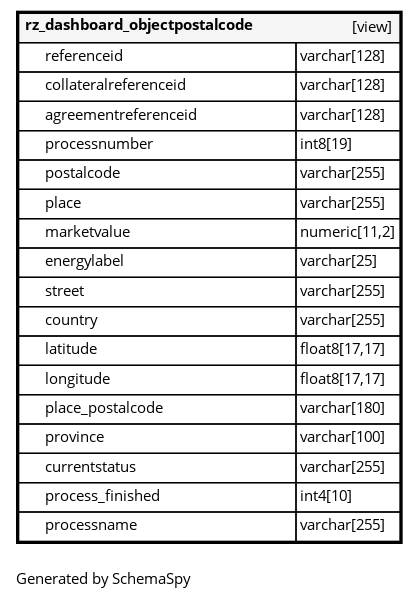 rz_dashboard_objectpostalcode [view]
referenceid varchar[128]
collateralreferenceid varchar[128]
agreementreferenceid varchar[128]
processnumber int8[19]
postalcode varchar[255]
place varchar[255]
marketvalue numeric[11,2]
energylabel varchar[25]
street varchar[255]
country varchar[255]
latitude float8[17,17]
longitude float8[17,17]
place_postalcode varchar[180]
province varchar[100]
currentstatus varchar[255]
process_finished int4[10]
processname varchar[255]
Generated by SchemaSpy